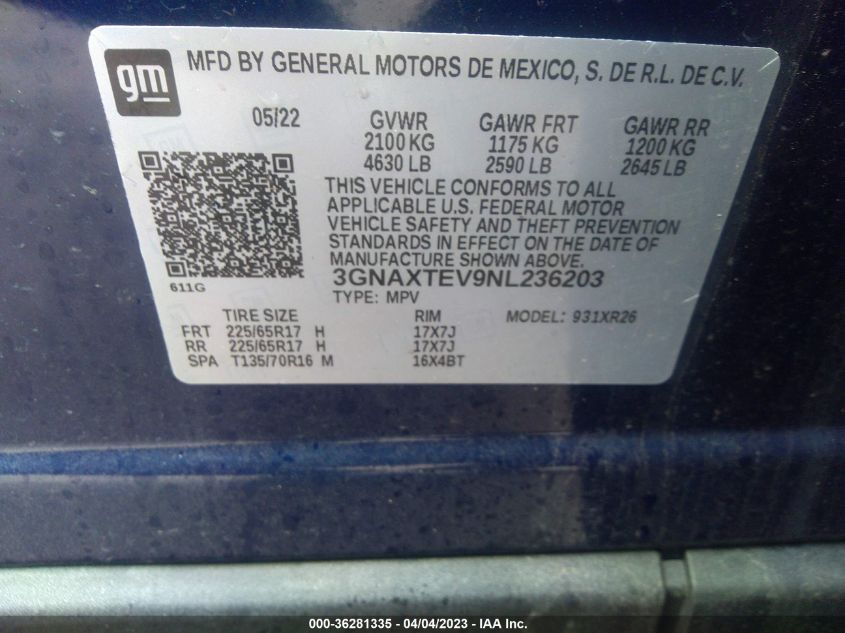 gm
MFD BY GENERAL MOTORS DE MEXICO, S. DE R.L. DE C.V.
05/22 GVWR GAWR FRT GAWR RR
2100 KG 1175 KG 1200 KG
4630 LB 2590 LB 2645 LB
THIS VEHICLE CONFORMS TO ALL
APPLICABLE U.S. FEDERAL MOTOR
VEHICLE SAFETY AND THEFT PREVENTION
STANDARDS IN EFFECT ON THE DATE OF
MANUFACTURE SHOWN ABOVE.
611G
3GNAXTEV9NL236203
TYPE: MPV
TIRE SIZE RIM MODEL: 931XR26
FRT 225/65R17 H 17X7J
RR 225/65R17 H 17X7J
SPA T135/70R16 M 16X4BT
000-36281335 - 04/04/2023 - IAA Inc.